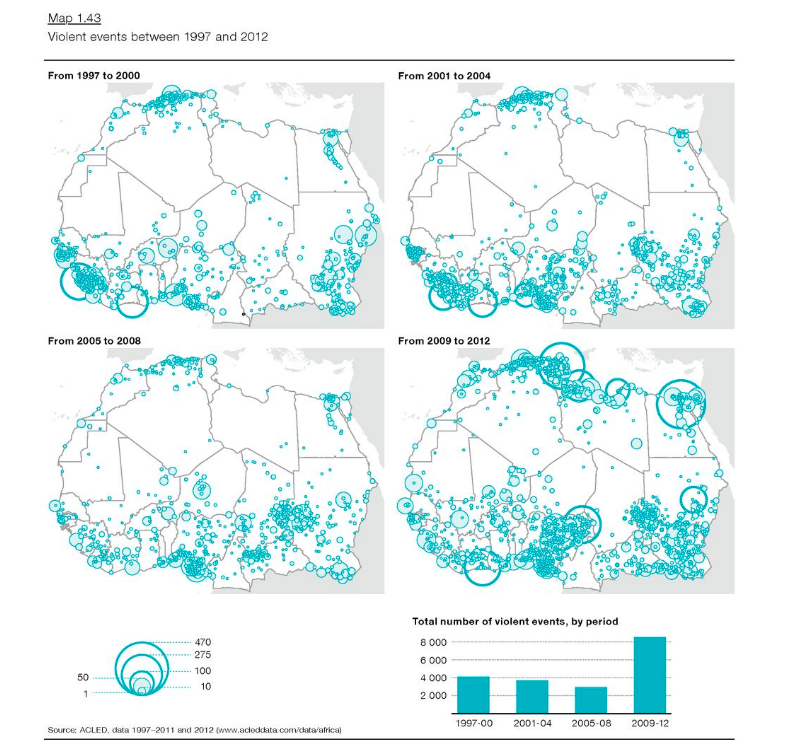 Map 1.43
Violent events between 1997 and 2012
From 1997 to 2000
From 2001 to 2004
From 2005 to 2008
From 2009 to 2012
470
275
100
50
10
1
Total number of violent events, by period
8 000
6 000
4 000
2 000
1997-00 2001-04 2005-08 2009-12
Source: ACLED, data 1997–2011 and 2012 (www.acleddata.com/data/africa)